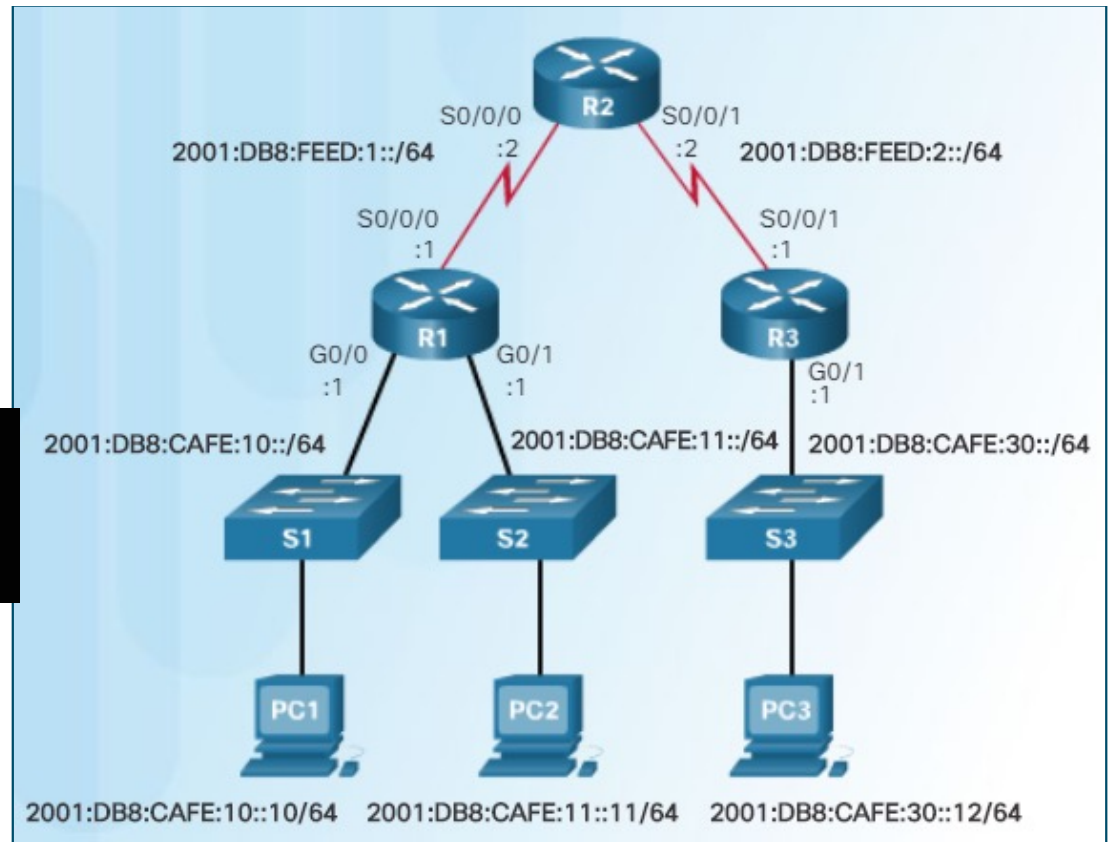 R2
S0/0/0
S0/0/1
2001:DB8:FEED:1::/64
:2
:2
2001:DB8:FEED:2::/64
S0/0/0
:1
S0/0/1
:1
R1
R3
G0/0
:1
G0/1
:1
G0/1
:1
2001:DB8:CAFE:10::/64
2001:DB8:CAFE:11::/64
2001:DB8:CAFE:30::/64
S1
S2
S3
PC1
PC2
PC3
2001:DB8:CAFE:10::10/64
2001:DB8:CAFE:11::11/64
2001:DB8:CAFE:30::12/64